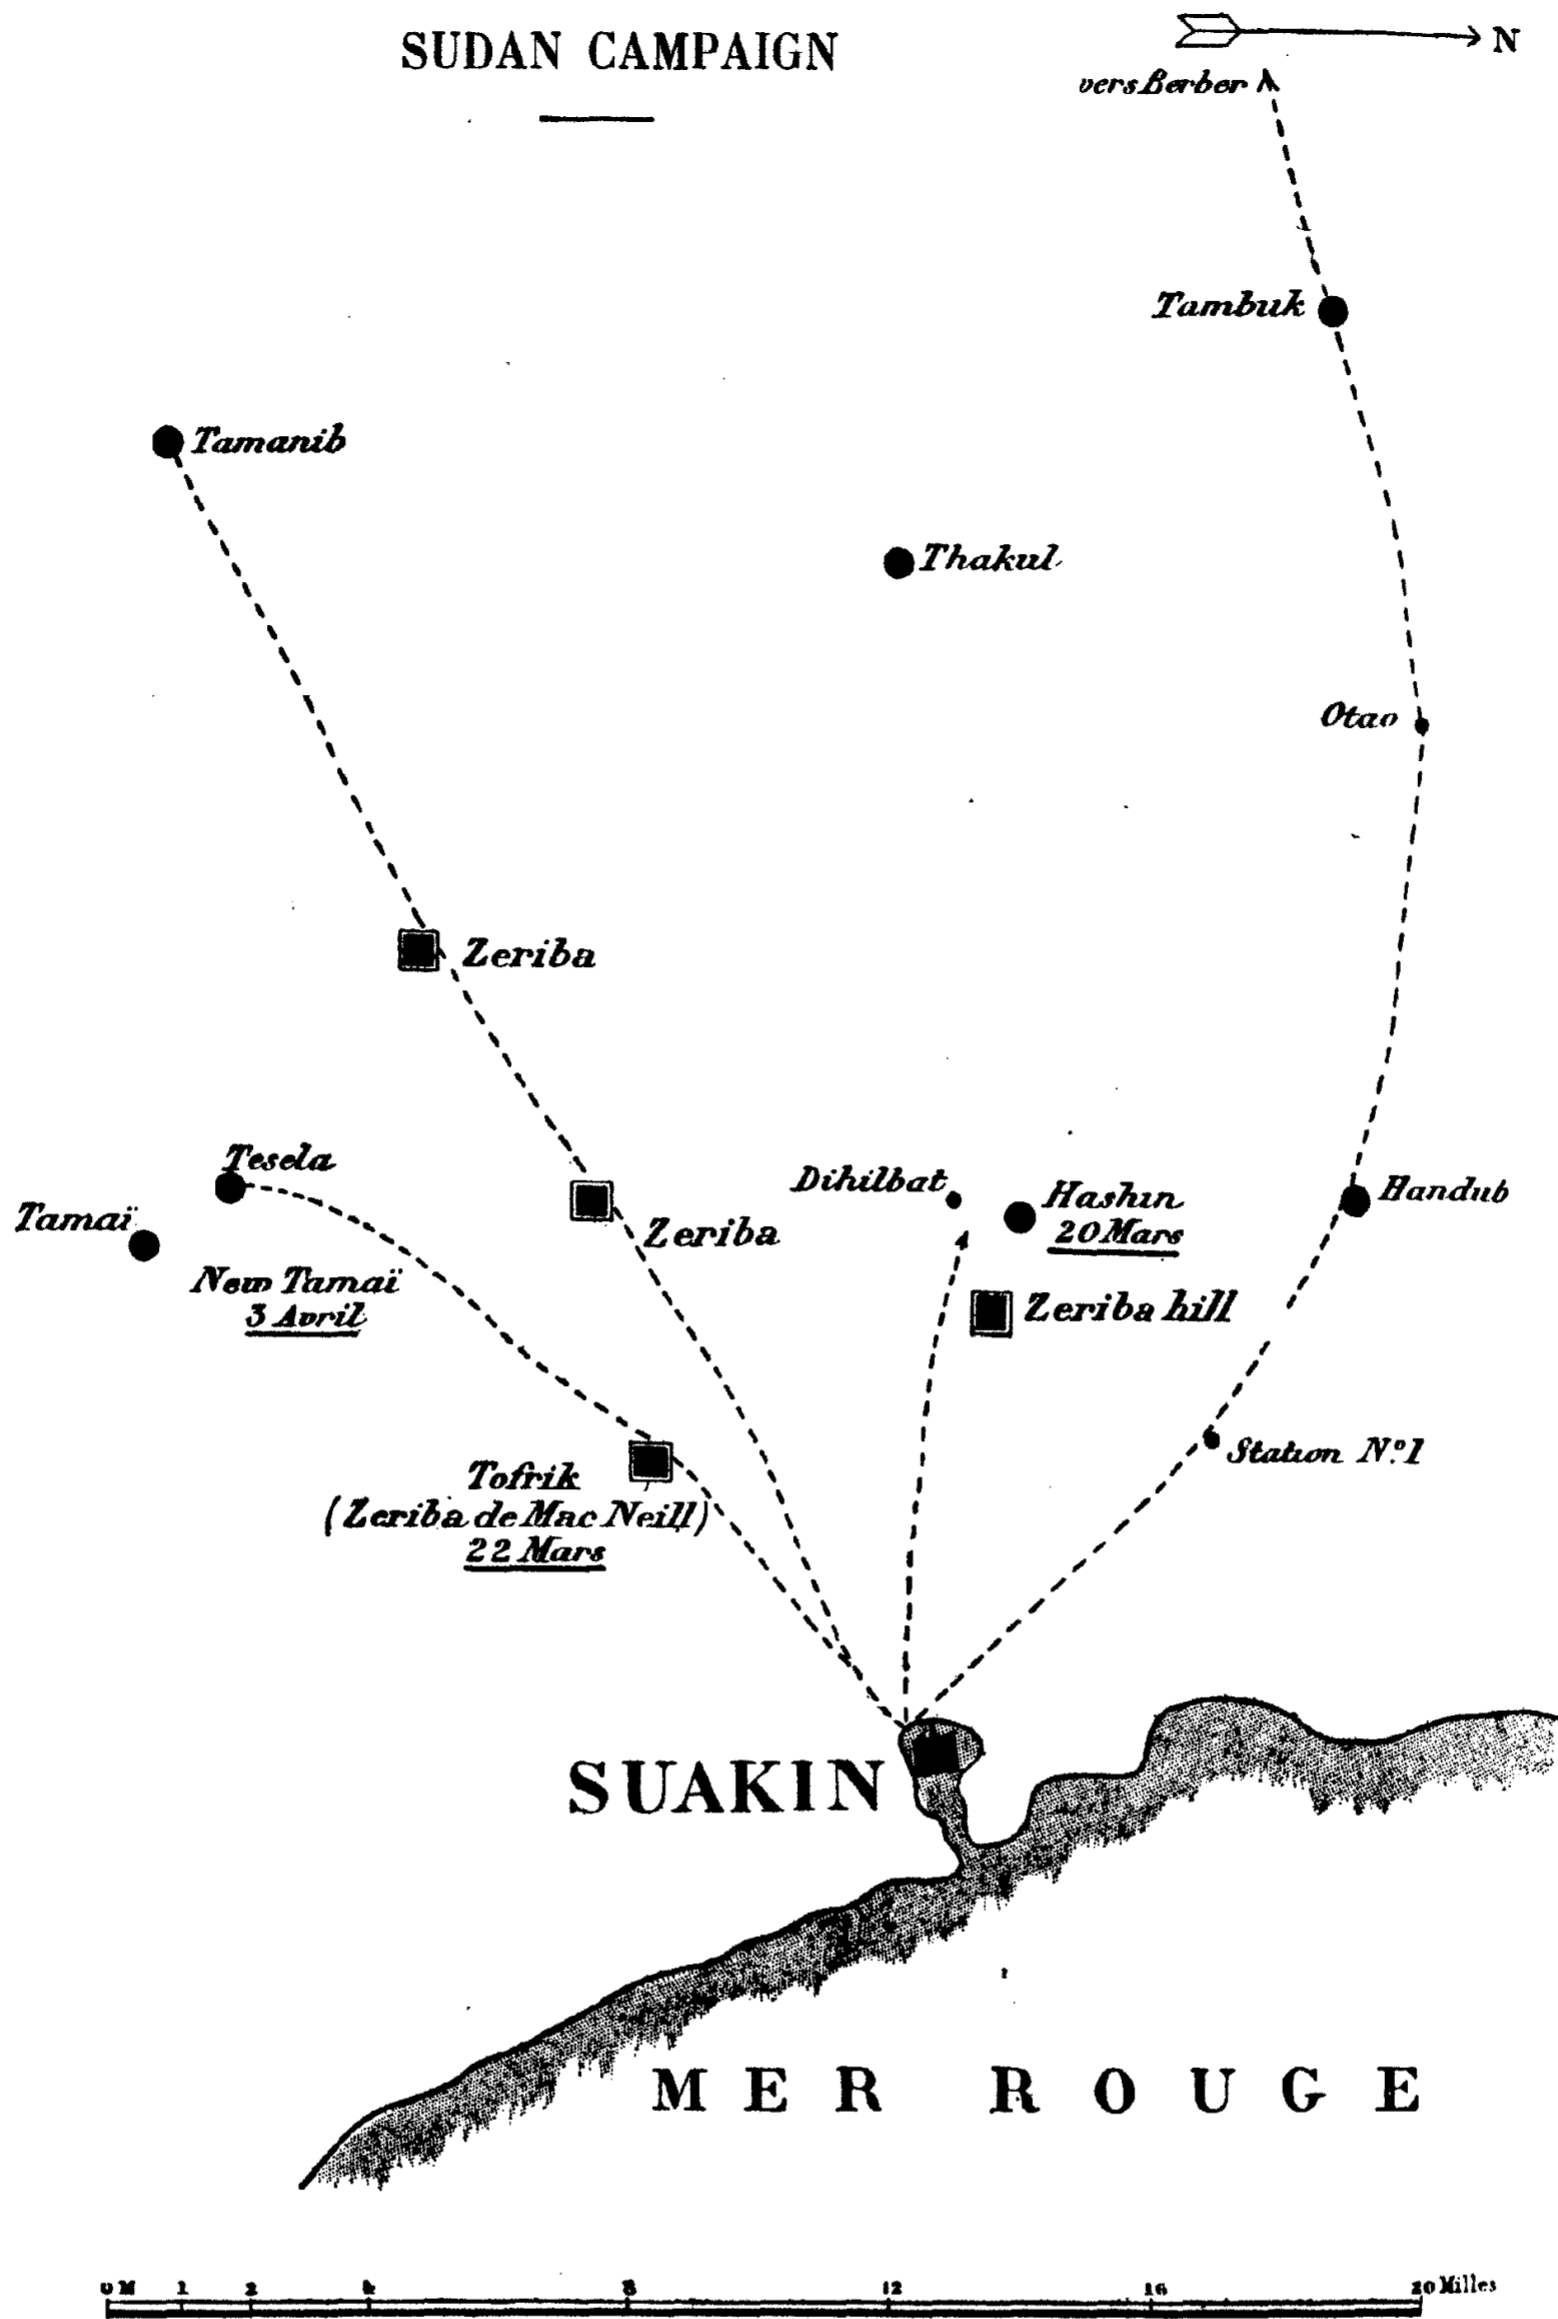 SUDAN CAMPAIGN
N
vers Berber
Tambuk
Tamanib
Thakul
Otao
Zeriba
Tesela
Dihilbat
Hashin
20 Mars
Handub
Tamaï
Zeriba
New Tamaï
3 Avril
Zeriba hill
Station Nº 1
Tofrik
(Zeriba de Mac Neill)
22 Mars
SUAKIN
MER ROUGE
0 M 1 2 4 8 12 16 20 Milles